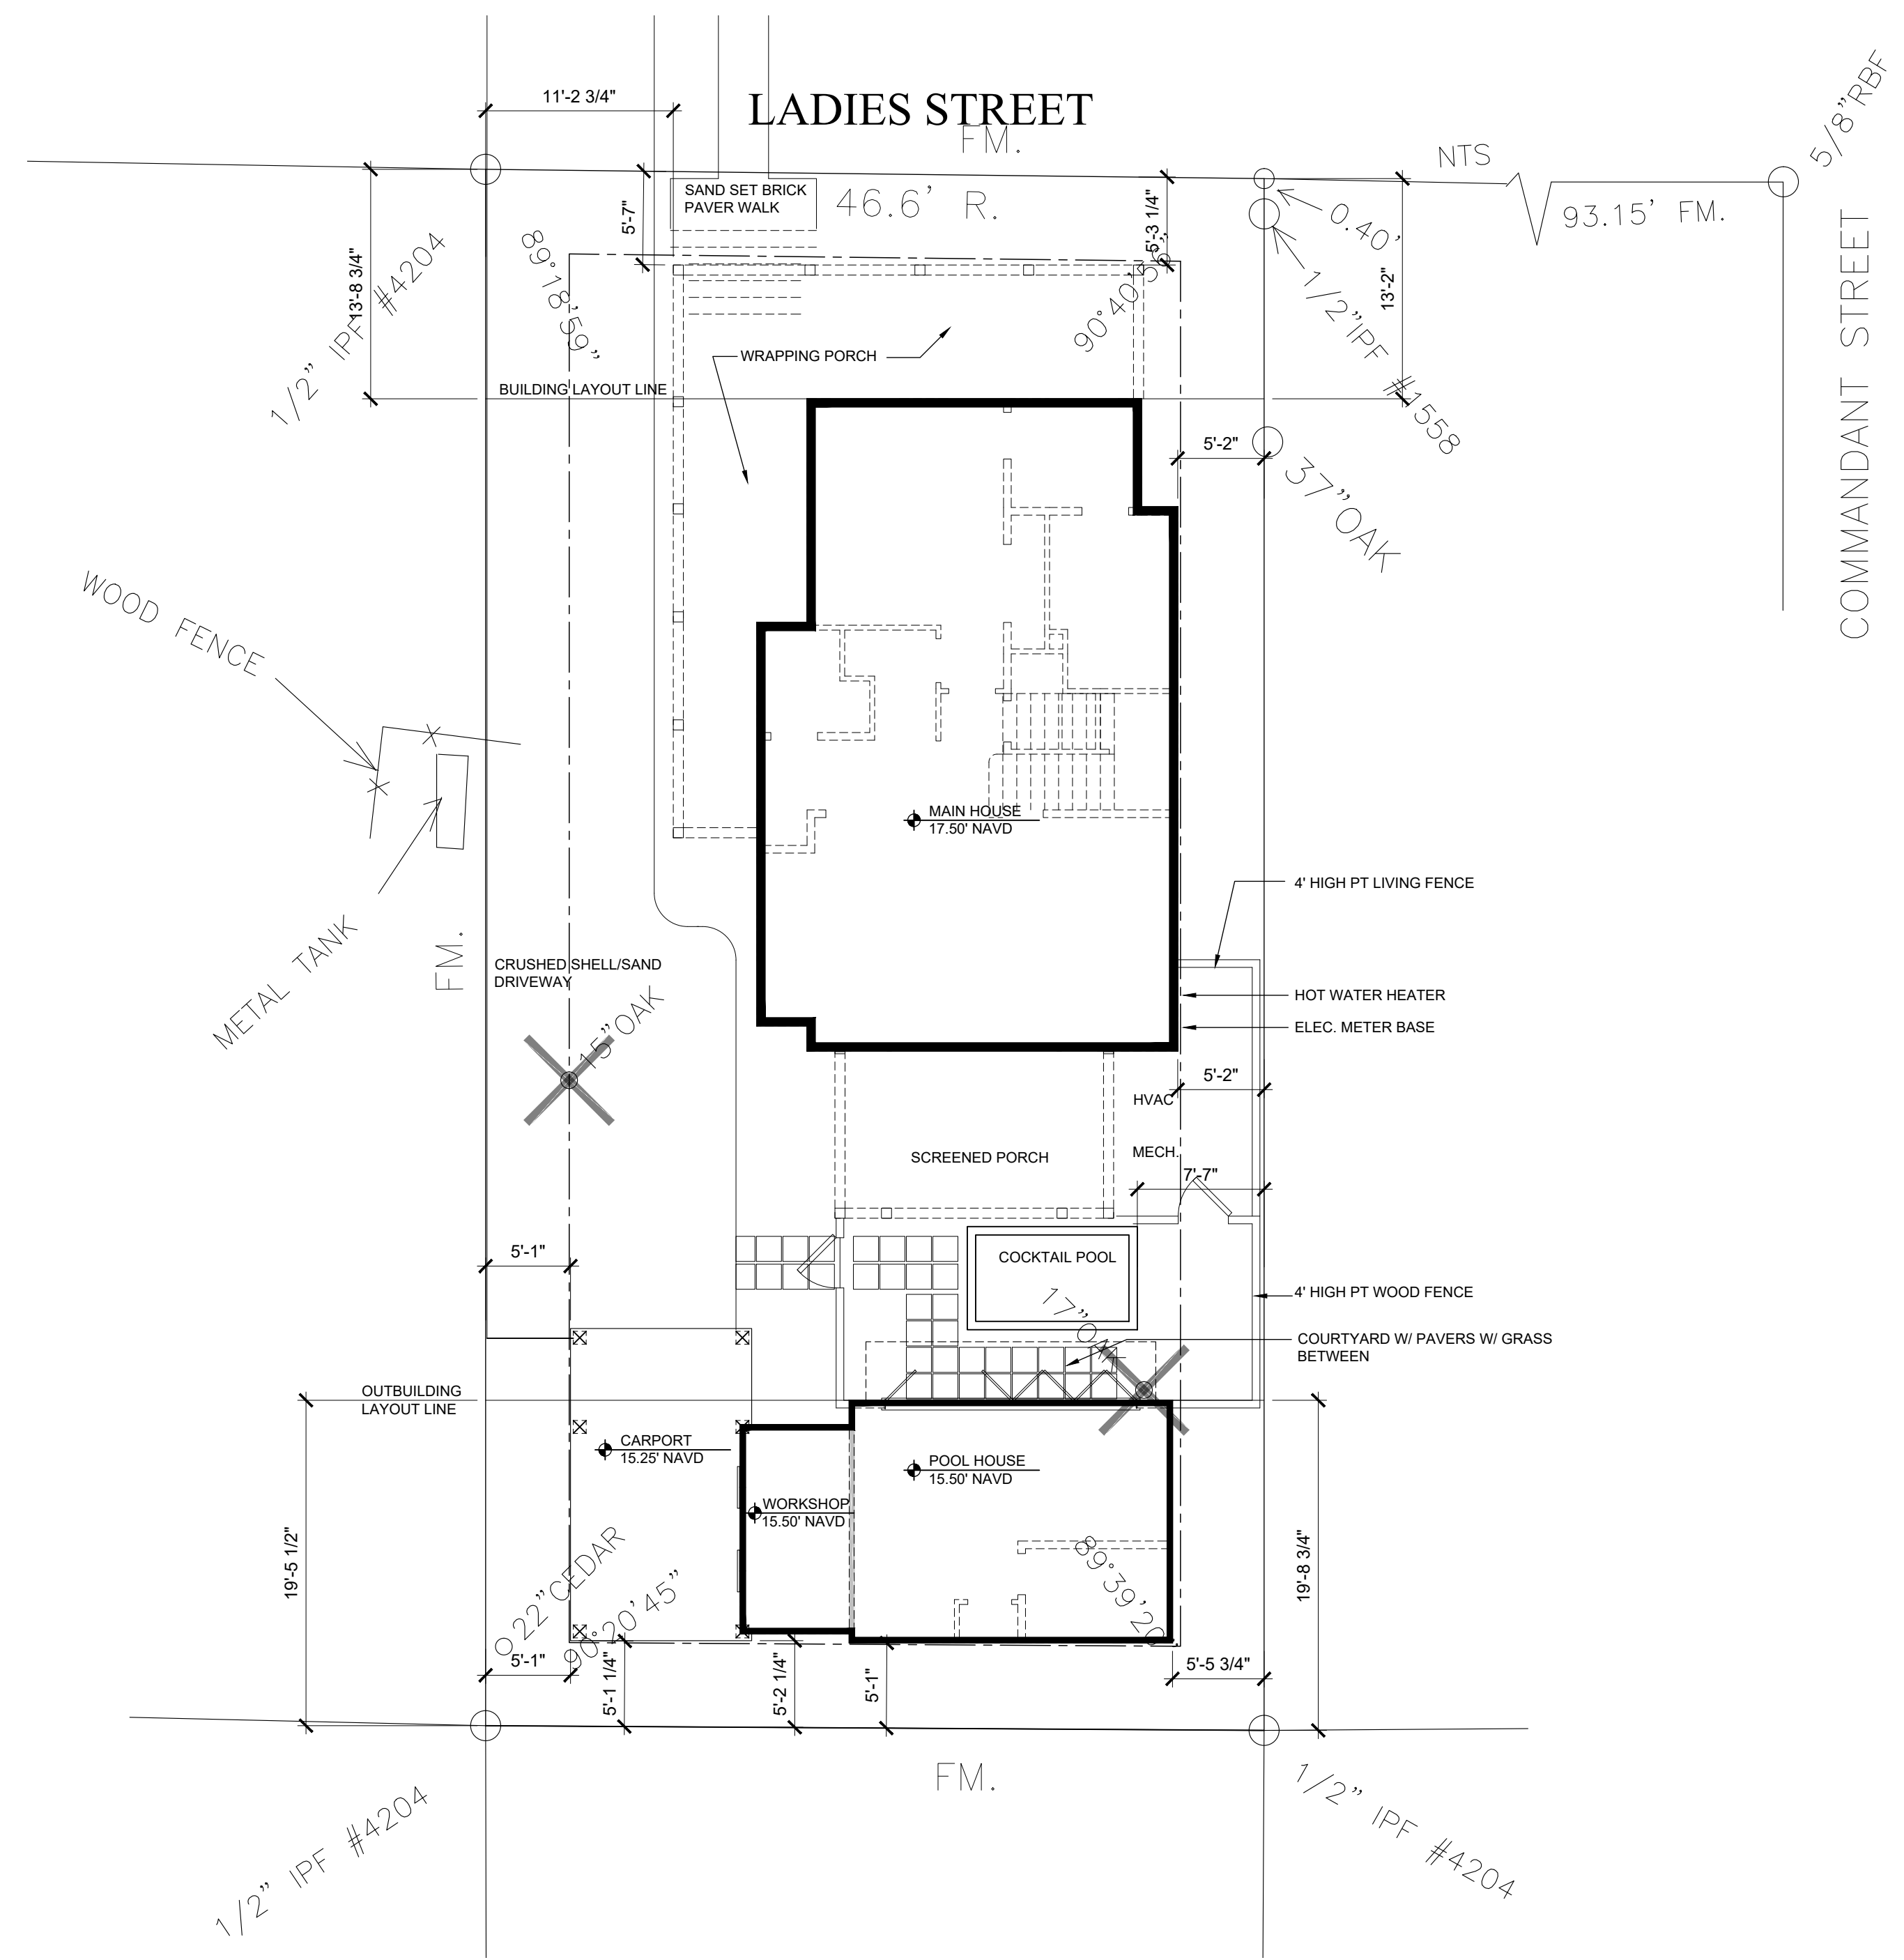 11'-2 3/4"
LADIES STREET
FM.
NTS
5/8" RBF
SAND SET BRICK
PAVER WALK
46.6' R.
93.15' FM.
0.40'
5'-7"
5'-3 1/4"
13'-8 3/4"
1/2" IPF #4204
89°18'59"
90°40'56"
13'-2"
1/2"IPF #1558
COMMANDANT STREET
WRAPPING PORCH
BUILDING LAYOUT LINE
5'-2"
37"OAK
WOOD FENCE
MAIN HOUSE
17.50' NAVD
4' HIGH PT LIVING FENCE
METAL TANK
FM.
CRUSHED SHELL/SAND
DRIVEWAY
HOT WATER HEATER
ELEC. METER BASE
15"OAK
5'-2"
HVAC
SCREENED PORCH
MECH.
7'-7"
5'-1"
COCKTAIL POOL
4' HIGH PT WOOD FENCE
17"OAK
COURTYARD W/ PAVERS W/ GRASS
BETWEEN
OUTBUILDING
LAYOUT LINE
CARPORT
15.25' NAVD
POOL HOUSE
15.50' NAVD
WORKSHOP
15.50' NAVD
19'-5 1/2"
22"CEDAR
90°20'45"
89°39'20"
19'-8 3/4"
5'-1"
5'-1 1/4"
5'-2 1/4"
5'-1"
5'-5 3/4"
FM.
1/2" IPF #4204
1/2" IPF #4204